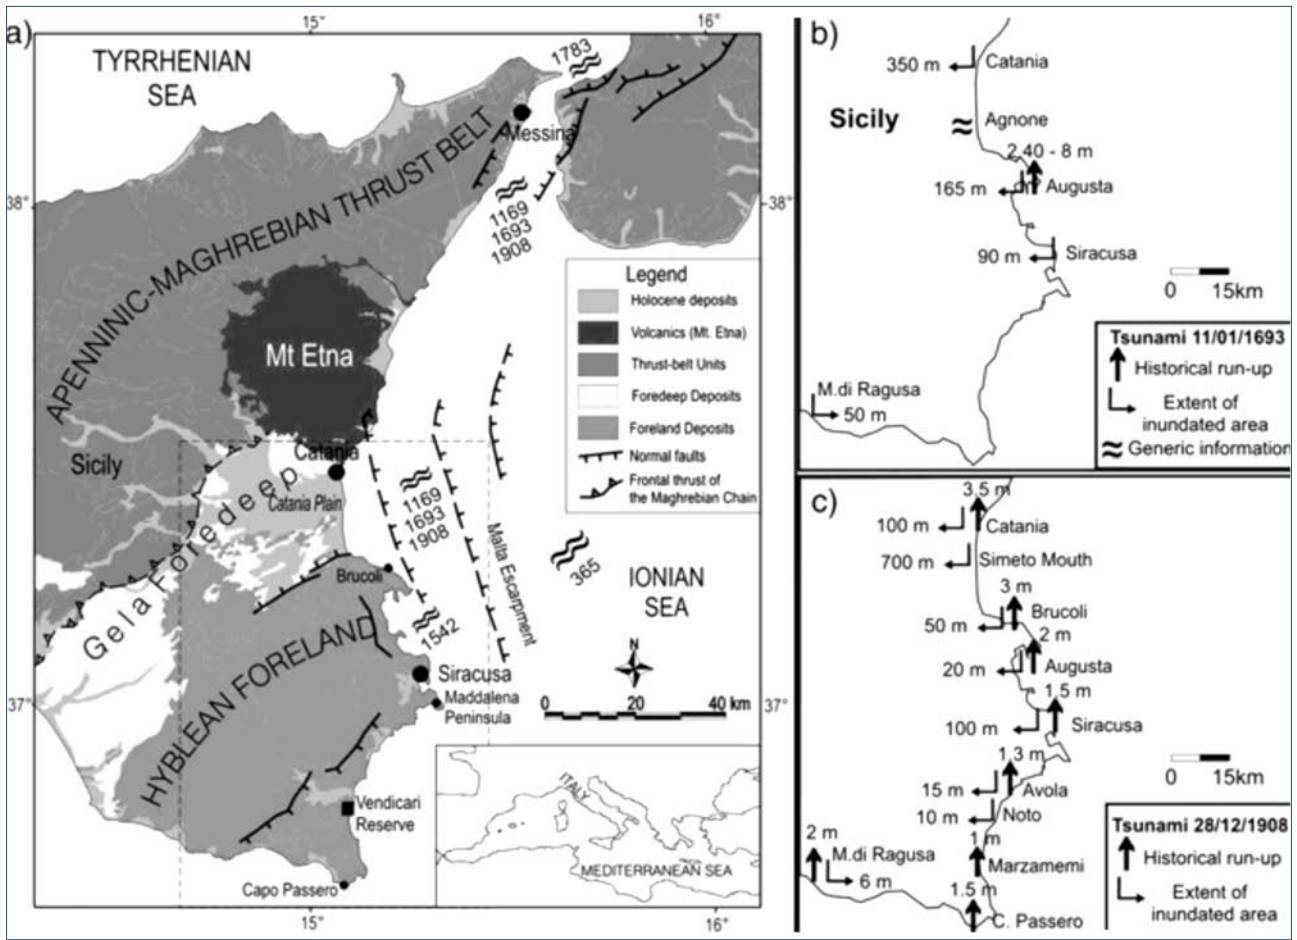 a)
15°
16°
TYRRHENIAN
SEA
1783
Messina
APENNINIC-MAGHREBIAN THRUST BELT
38°
38°
1169
1693
1908
Legend
Holocene deposits
Volcanics (Mt. Etna)
Thrust-belt Units
Foredeep Deposits
Foreland Deposits
Normal faults
Frontal thrust of
the Maghrebian Chain
Mt Etna
Sicily
Catania
Catania Plain
Gela Foredeep
1169
1693
1908
Malta Escarpment
365
IONIAN
SEA
Brucoli
1542
HYBLEAN FORELAND
N
Siracusa
Maddalena
Peninsula
0 20 40 km
37°
37°
Vendicari
Reserve
Capo Passero
ITALY
MEDITERRANEAN SEA
15°
16°
b)
350 m
Catania
Sicily
Agnone
2,40 - 8 m
165 m
Augusta
90 m
Siracusa
0 15km
M.di Ragusa
50 m
Tsunami 11/01/1693
Historical run-up
Extent of
inundated area
Generic information
c)
3.5 m
100 m
Catania
700 m
Simeto Mouth
3 m
Brucoli
50 m
2 m
20 m
Augusta
1,5 m
100 m
Siracusa
1,3 m
15 m
Avola
10 m
Noto
0 15km
2 m
1 m
M.di Ragusa
Marzamemi
6 m
1.5 m
C. Passero
Tsunami 28/12/1908
Historical run-up
Extent of
inundated area